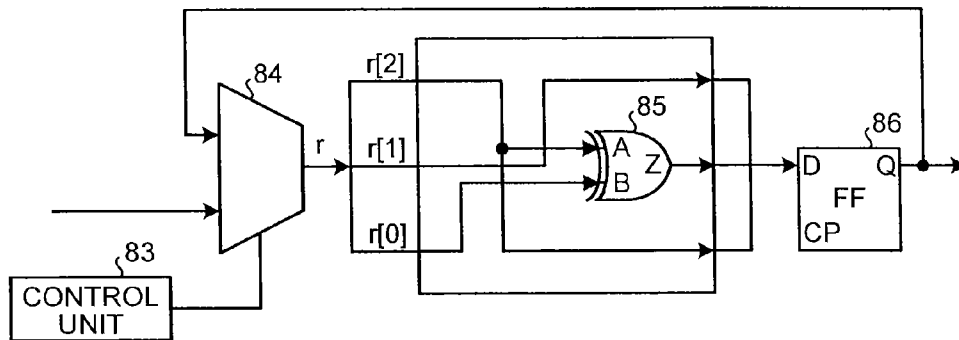 84
r[2]
85
A
86
r
r[1]
Z
D
Q
B
FF
r[0]
CP
83
CONTROL
UNIT